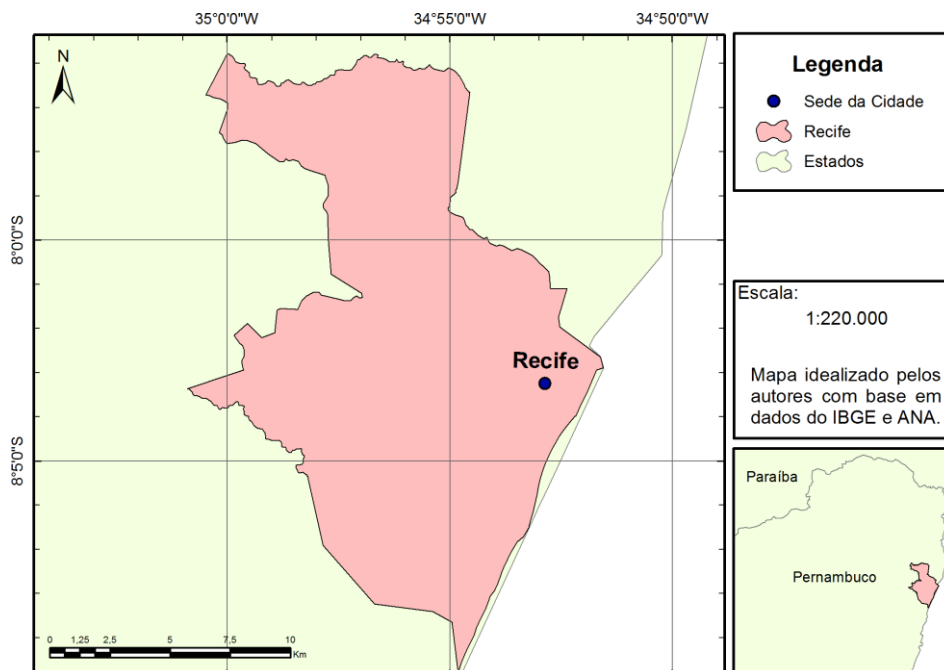 35°0'0"W 34°55'0"W 34°50'0"W
N
8°0'0"S
8°5'0"S
Recife
0 1,25 2,5 5 7,5 10
Km
Legenda
Sede da Cidade
Recife
Estados
Escala:
1:220.000
Mapa idealizado pelos
autores com base em
dados do IBGE e ANA.
Paraíba
Pernambuco